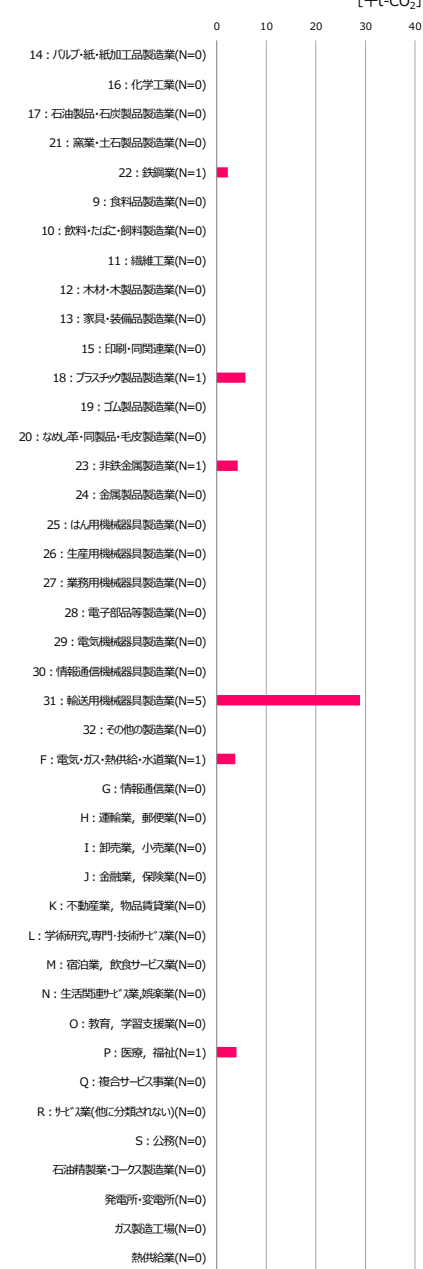 [千t-CO₂]
0 10 20 30 40
14：パルプ・紙・紙加工品製造業(N=0)
16：化学工業(N=0)
17：石油製品・石炭製品製造業(N=0)
21：窯業・土石製品製造業(N=0)
22：鉄鋼業(N=1)
9：食料品製造業(N=0)
10：飲料・たばこ・飼料製造業(N=0)
11：繊維工業(N=0)
12：木材・木製品製造業(N=0)
13：家具・装備品製造業(N=0)
15：印刷・同関連業(N=0)
18：プラスチック製品製造業(N=1)
19：ゴム製品製造業(N=0)
20：なめし革・同製品・毛皮製造業(N=0)
23：非鉄金属製造業(N=1)
24：金属製品製造業(N=0)
25：はん用機械器具製造業(N=0)
26：生産用機械器具製造業(N=0)
27：業務用機械器具製造業(N=0)
28：電子部品等製造業(N=0)
29：電気機械器具製造業(N=0)
30：情報通信機械器具製造業(N=0)
31：輸送用機械器具製造業(N=5)
32：その他の製造業(N=0)
F：電気・ガス・熱供給・水道業(N=1)
G：情報通信業(N=0)
H：運輸業，郵便業(N=0)
I：卸売業，小売業(N=0)
J：金融業，保険業(N=0)
K：不動産業，物品賃貸業(N=0)
L：学術研究,専門・技術ｻｰﾋﾞｽ業(N=0)
M：宿泊業，飲食サービス業(N=0)
N：生活関連ｻｰﾋﾞｽ業,娯楽業(N=0)
O：教育，学習支援業(N=0)
P：医療，福祉(N=1)
Q：複合サービス事業(N=0)
R：ｻｰﾋﾞｽ業(他に分類されない)(N=0)
S：公務(N=0)
石油精製業・コークス製造業(N=0)
発電所・変電所(N=0)
ガス製造工場(N=0)
熱供給業(N=0)